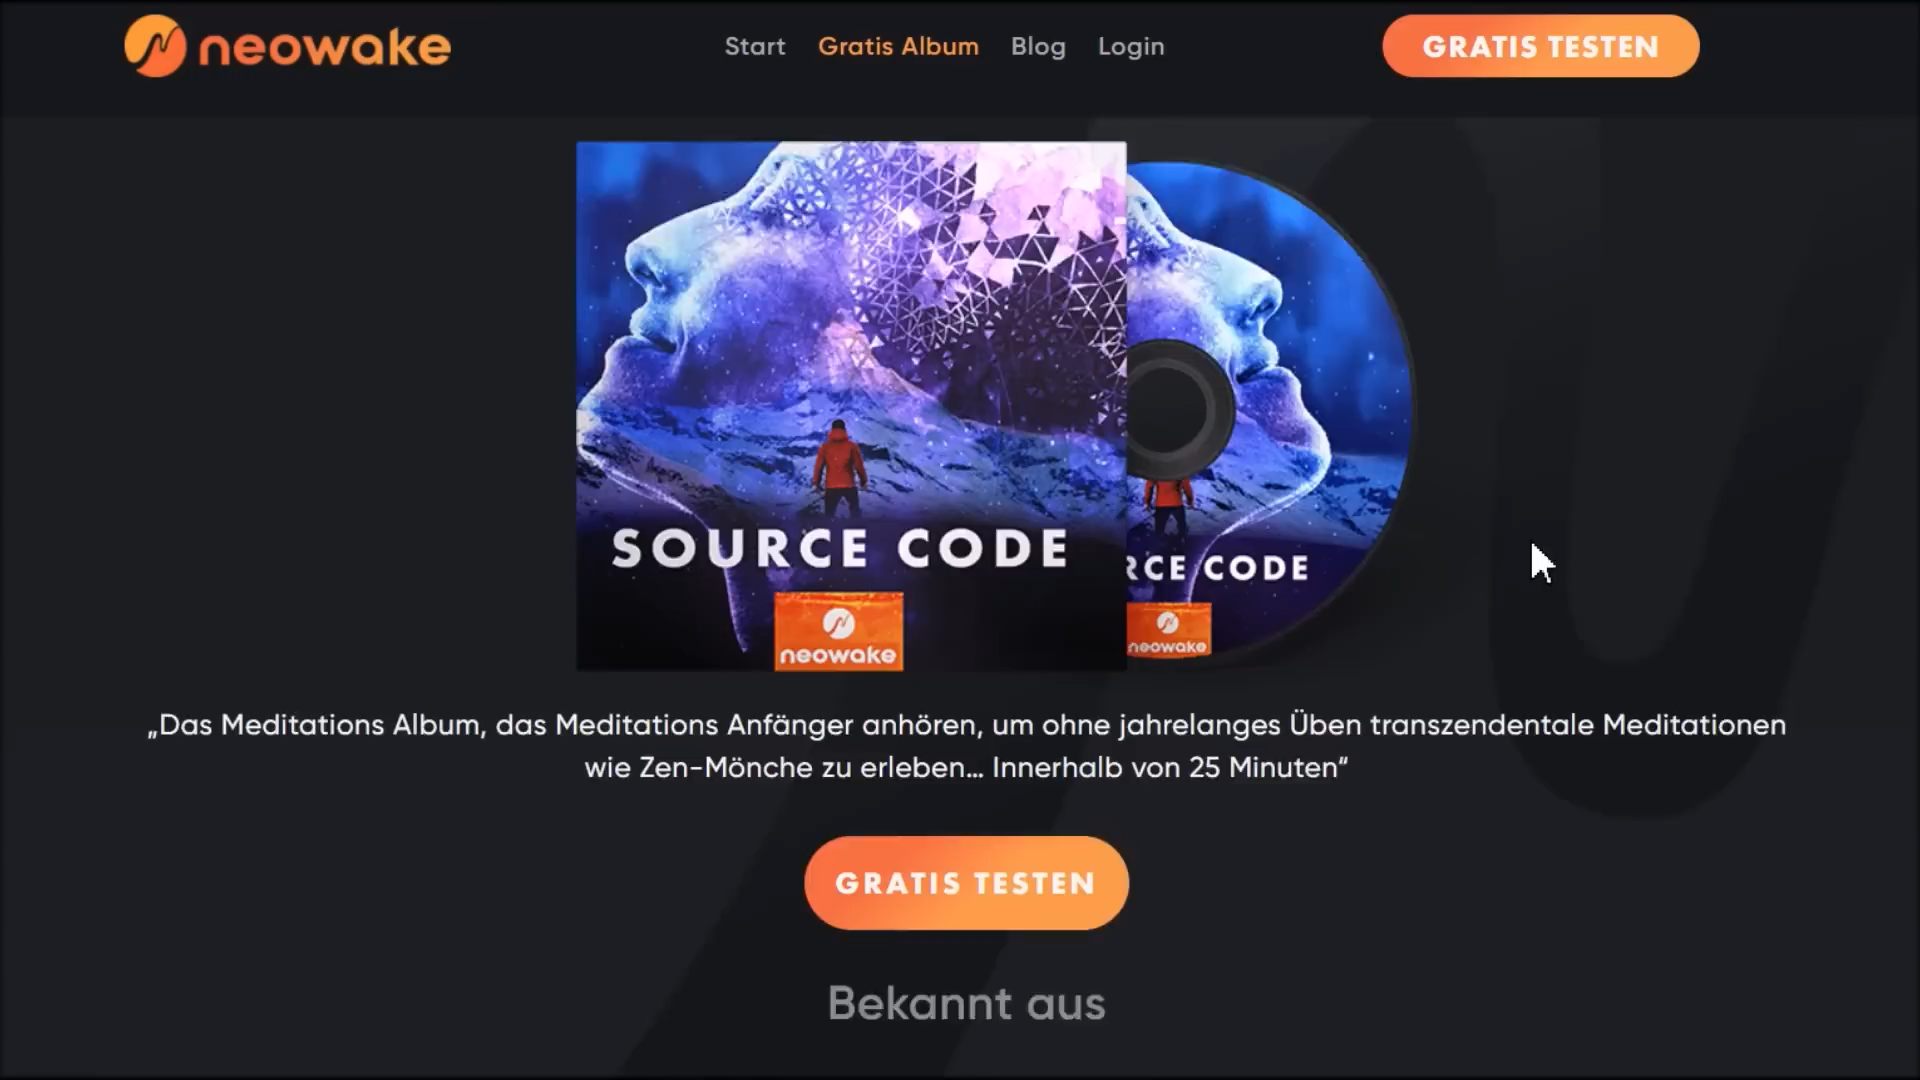 neowake
Start Gratis Album Blog Login
GRATIS TESTEN
SOURCE CODE
neowake
RCE CODE
neowake
„Das Meditations Album, das Meditations Anfänger anhören, um ohne jahrelanges Üben transzendentale Meditationen
wie Zen-Mönche zu erleben... Innerhalb von 25 Minuten“
GRATIS TESTEN
Bekannt aus